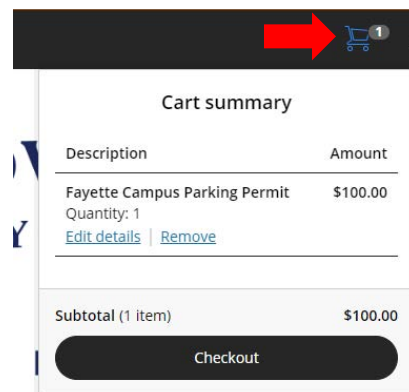 1
Cart summary
Description Amount
Fayette Campus Parking Permit $100.00
Quantity: 1
Edit details | Remove
Subtotal (1 item) $100.00
Checkout